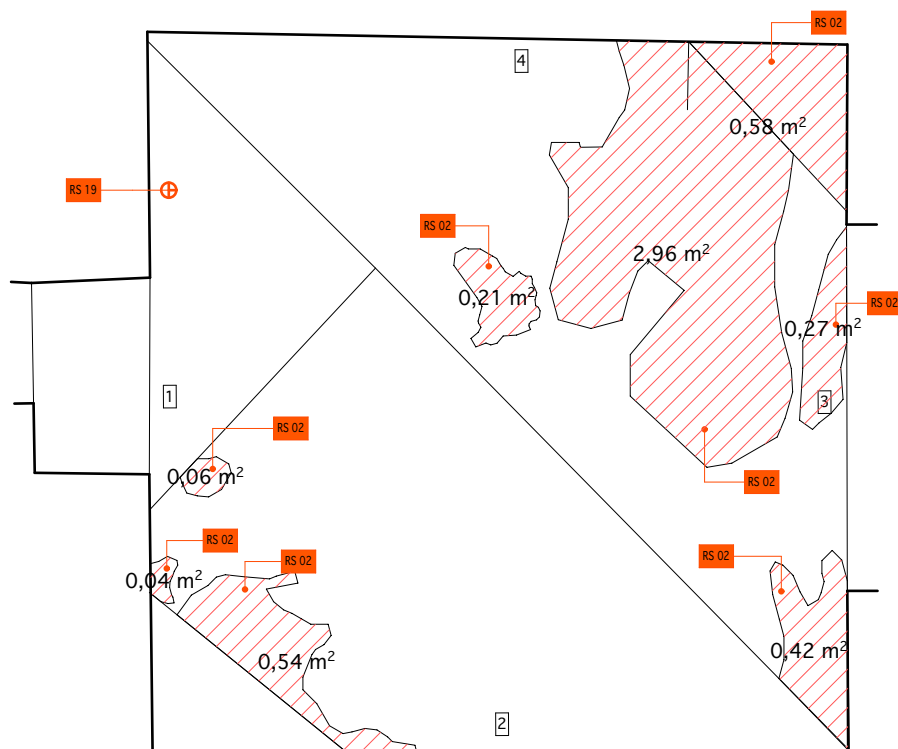 RS 02
4
0,58 m²
RS 19
RS 02
2,96 m²
0,21 m²
RS 02
0,27 m²
1
3
RS 02
0,06 m²
RS 02
RS 02
RS 02
RS 02
0,04 m²
0,42 m²
0,54 m²
2